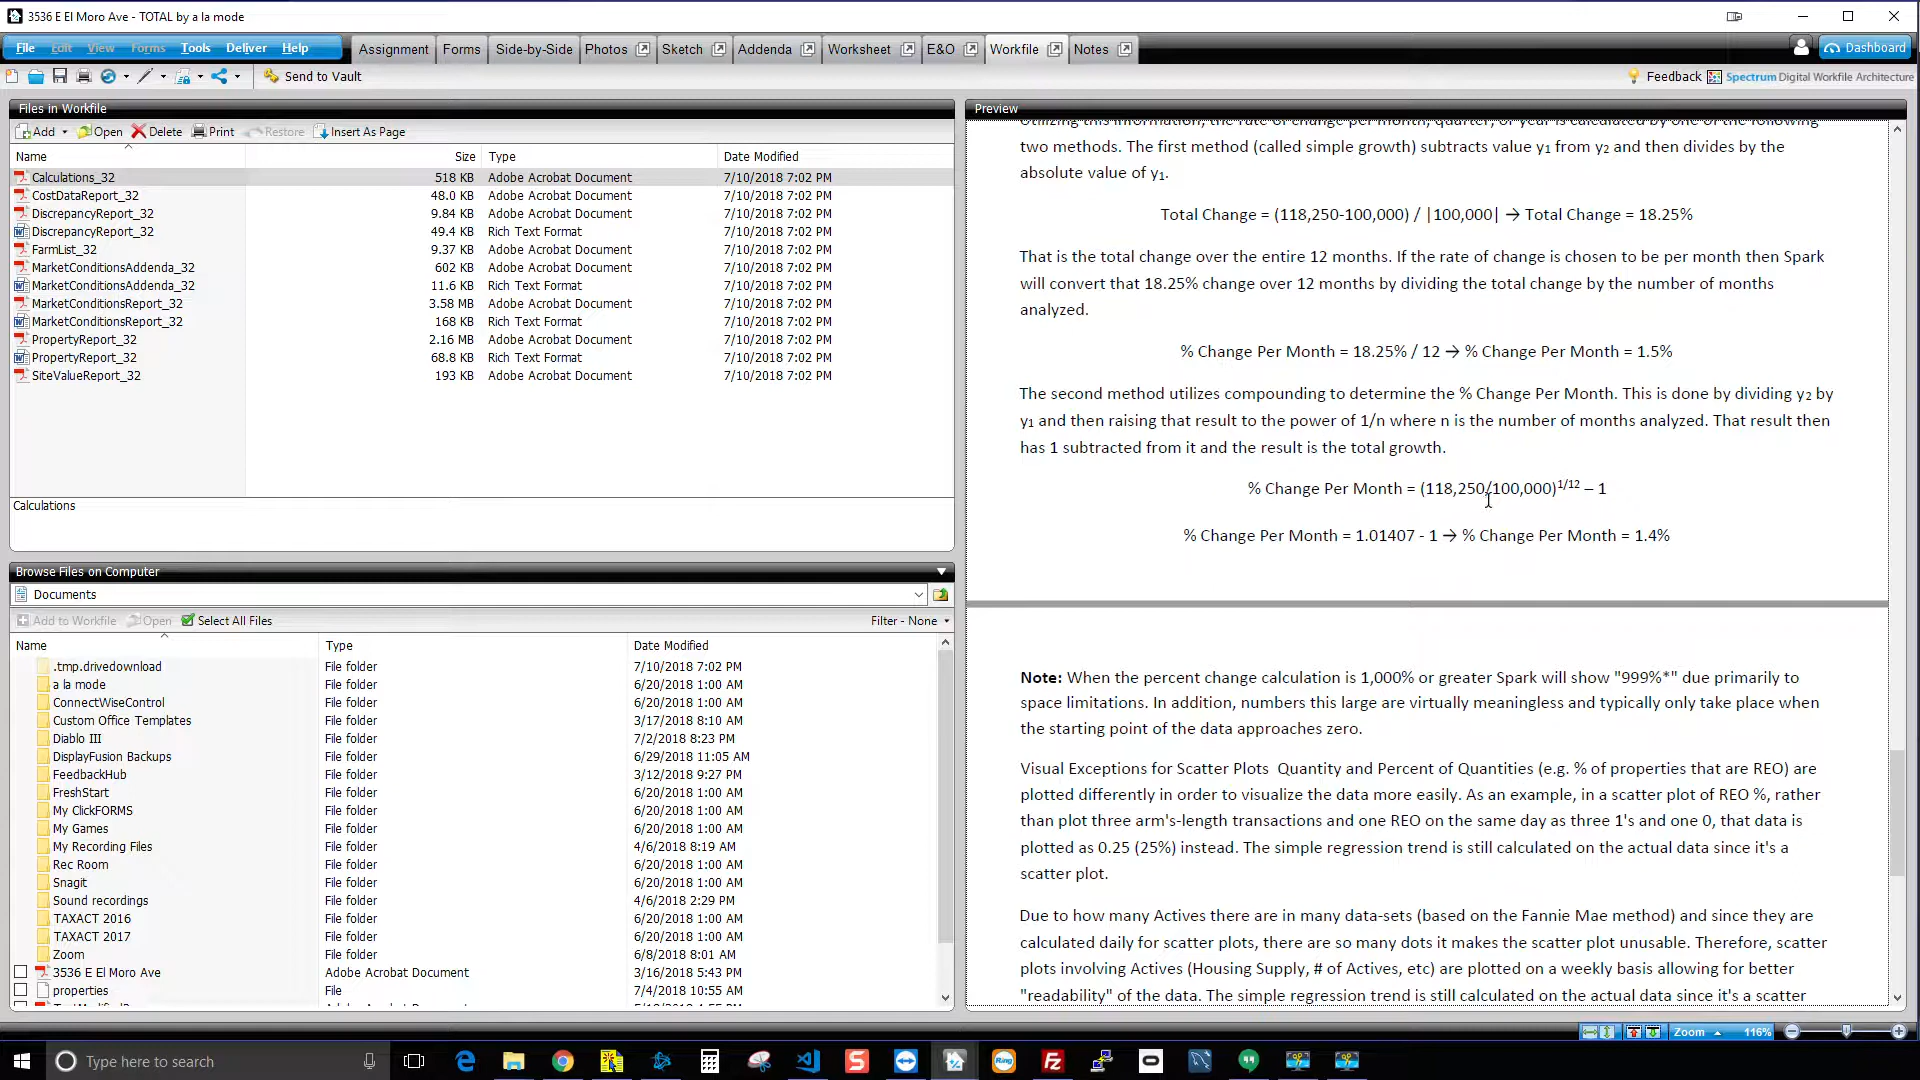 3536 E El Moro Ave - TOTAL by a la mode
File Edit View Forms Tools Deliver Help
Assignment Forms Side-by-Side Photos Sketch Addenda Worksheet E&O Workfile Notes
Dashboard
Send to Vault
Feedback Spectrum Digital Workfile Architecture
Files in Workfile
Add Open Delete Print Restore Insert As Page
Name Size Type Date Modified
Calculations_32 518 KB Adobe Acrobat Document 7/10/2018 7:02 PM
CostDataReport_32 48.0 KB Adobe Acrobat Document 7/10/2018 7:02 PM
DiscrepancyReport_32 9.84 KB Adobe Acrobat Document 7/10/2018 7:02 PM
DiscrepancyReport_32 49.4 KB Rich Text Format 7/10/2018 7:02 PM
FarmList_32 9.37 KB Adobe Acrobat Document 7/10/2018 7:02 PM
MarketConditionsAddenda_32 602 KB Adobe Acrobat Document 7/10/2018 7:02 PM
MarketConditionsAddenda_32 11.6 KB Rich Text Format 7/10/2018 7:02 PM
MarketConditionsReport_32 3.58 MB Adobe Acrobat Document 7/10/2018 7:02 PM
MarketConditionsReport_32 168 KB Rich Text Format 7/10/2018 7:02 PM
PropertyReport_32 2.16 MB Adobe Acrobat Document 7/10/2018 7:02 PM
PropertyReport_32 68.8 KB Rich Text Format 7/10/2018 7:02 PM
SiteValueReport_32 193 KB Adobe Acrobat Document 7/10/2018 7:02 PM
Calculations
Browse Files on Computer
Documents
Add to Workfile Open Select All Files Filter - None
Name Type Date Modified
.tmp.drivedownload File folder 7/10/2018 7:02 PM
a la mode File folder 6/20/2018 1:00 AM
ConnectWiseControl File folder 6/20/2018 1:00 AM
Custom Office Templates File folder 3/17/2018 8:10 AM
Diablo III File folder 7/2/2018 8:23 PM
DisplayFusion Backups File folder 6/29/2018 11:05 AM
FeedbackHub File folder 3/12/2018 9:27 PM
FreshStart File folder 6/20/2018 1:00 AM
My ClickFORMS File folder 6/20/2018 1:00 AM
My Games File folder 6/20/2018 1:00 AM
My Recording Files File folder 4/6/2018 8:19 AM
Rec Room File folder 6/20/2018 1:00 AM
Snagit File folder 6/20/2018 1:00 AM
Sound recordings File folder 4/6/2018 2:29 PM
TAXACT 2016 File folder 6/20/2018 1:00 AM
TAXACT 2017 File folder 6/20/2018 1:00 AM
Zoom File folder 6/8/2018 8:01 AM
3536 E El Moro Ave Adobe Acrobat Document 3/16/2018 5:43 PM
properties File 7/4/2018 10:55 AM
Preview
Utilizing this information, the rate of change per month, quarter, or year is calculated by one of the following
two methods. The first method (called simple growth) subtracts value y₁ from y₂ and then divides by the
absolute value of y₁.
Total Change = (118,250-100,000) / |100,000| → Total Change = 18.25%
That is the total change over the entire 12 months. If the rate of change is chosen to be per month then Spark
will convert that 18.25% change over 12 months by dividing the total change by the number of months
analyzed.
% Change Per Month = 18.25% / 12 → % Change Per Month = 1.5%
The second method utilizes compounding to determine the % Change Per Month. This is done by dividing y₂ by
y₁ and then raising that result to the power of 1/n where n is the number of months analyzed. That result then
has 1 subtracted from it and the result is the total growth.
% Change Per Month = (118,250/100,000)¹/¹² – 1
% Change Per Month = 1.01407 - 1 → % Change Per Month = 1.4%
Note: When the percent change calculation is 1,000% or greater Spark will show "999%*" due primarily to
space limitations. In addition, numbers this large are virtually meaningless and typically only take place when
the starting point of the data approaches zero.
Visual Exceptions for Scatter Plots Quantity and Percent of Quantities (e.g. % of properties that are REO) are
plotted differently in order to visualize the data more easily. As an example, in a scatter plot of REO %, rather
than plot three arm's-length transactions and one REO on the same day as three 1's and one 0, that data is
plotted as 0.25 (25%) instead. The simple regression trend is still calculated on the actual data since it's a
scatter plot.
Due to how many Actives there are in many data-sets (based on the Fannie Mae method) and since they are
calculated daily for scatter plots, there are so many dots it makes the scatter plot unusable. Therefore, scatter
plots involving Actives (Housing Supply, # of Actives, etc) are plotted on a weekly basis allowing for better
"readability" of the data. The simple regression trend is still calculated on the actual data since it's a scatter
Zoom 116%
Type here to search